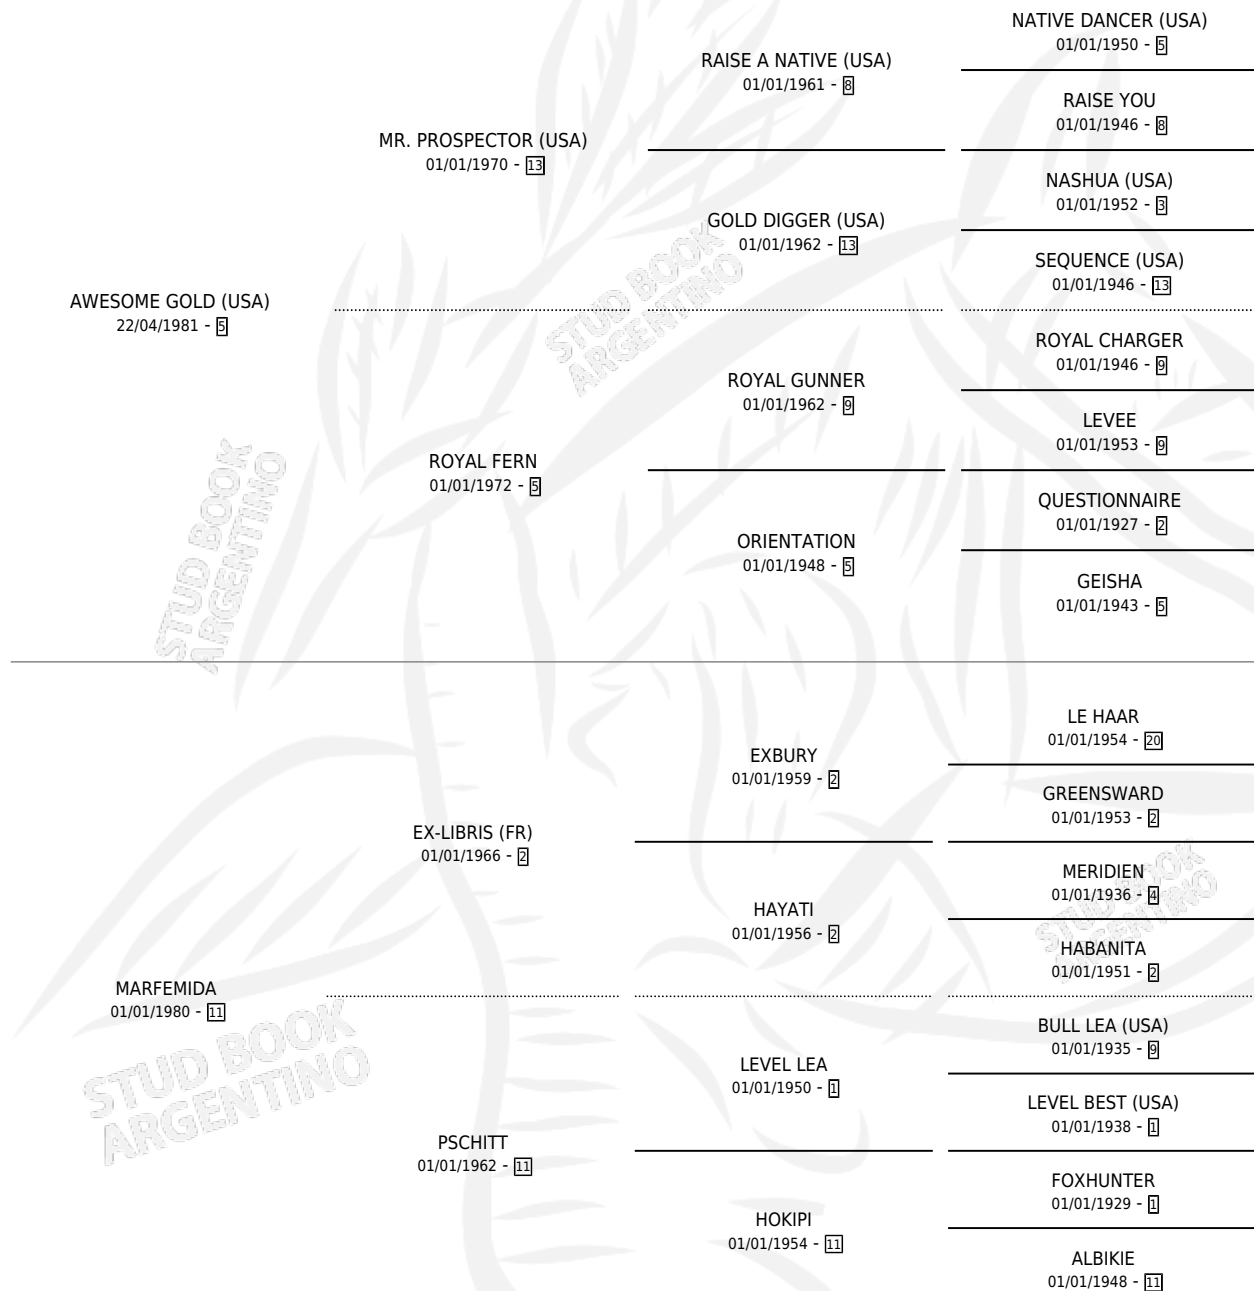 NATIVE DANCER (USA)
01/01/1950 - 5
RAISE A NATIVE (USA)
01/01/1961 - 8
RAISE YOU
01/01/1946 - 8
MR. PROSPECTOR (USA)
01/01/1970 - 13
NASHUA (USA)
01/01/1952 - 3
GOLD DIGGER (USA)
01/01/1962 - 13
SEQUENCE (USA)
01/01/1946 - 13
AWESOME GOLD (USA)
22/04/1981 - 5
ROYAL CHARGER
01/01/1946 - 9
ROYAL GUNNER
01/01/1962 - 9
LEVEE
01/01/1953 - 9
ROYAL FERN
01/01/1972 - 5
QUESTIONNAIRE
01/01/1927 - 2
ORIENTATION
01/01/1948 - 5
GEISHA
01/01/1943 - 5
LE HAAR
01/01/1954 - 20
EXBURY
01/01/1959 - 2
GREENSWARD
01/01/1953 - 2
EX-LIBRIS (FR)
01/01/1966 - 2
MERIDIEN
01/01/1936 - 4
HAYATI
01/01/1956 - 2
HABANITA
01/01/1951 - 2
MARFEMIDA
01/01/1980 - 11
BULL LEA (USA)
01/01/1935 - 9
LEVEL LEA
01/01/1950 - 1
LEVEL BEST (USA)
01/01/1938 - 1
PSCHITT
01/01/1962 - 11
FOXHUNTER
01/01/1929 - 1
HOKIPI
01/01/1954 - 11
ALBIKIE
01/01/1948 - 11
STUD BOOK
ARGENTINO
STUD BOOK
ARGENTINO
STUD BOOK
ARGENTINO
STUD BOOK
ARGENTINO